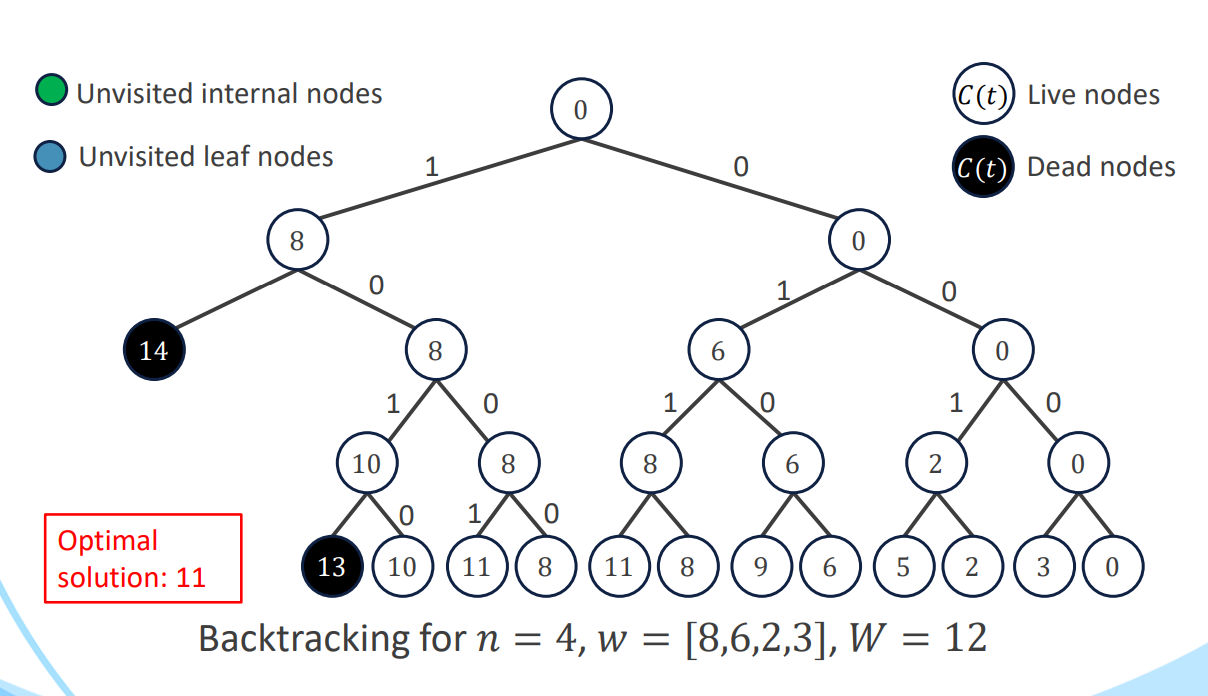 Unvisited internal nodes
Unvisited leaf nodes
C(t) Live nodes
C(t) Dead nodes
0
1 0
8 0
0 1 0
14 8 6 0
1 0 1 0 1 0
10 8 8 6 2 0
0 1 0
13 10 11 8 11 8 9 6 5 2 3 0
Optimal
solution: 11
Backtracking for n = 4, w = [8,6,2,3], W = 12